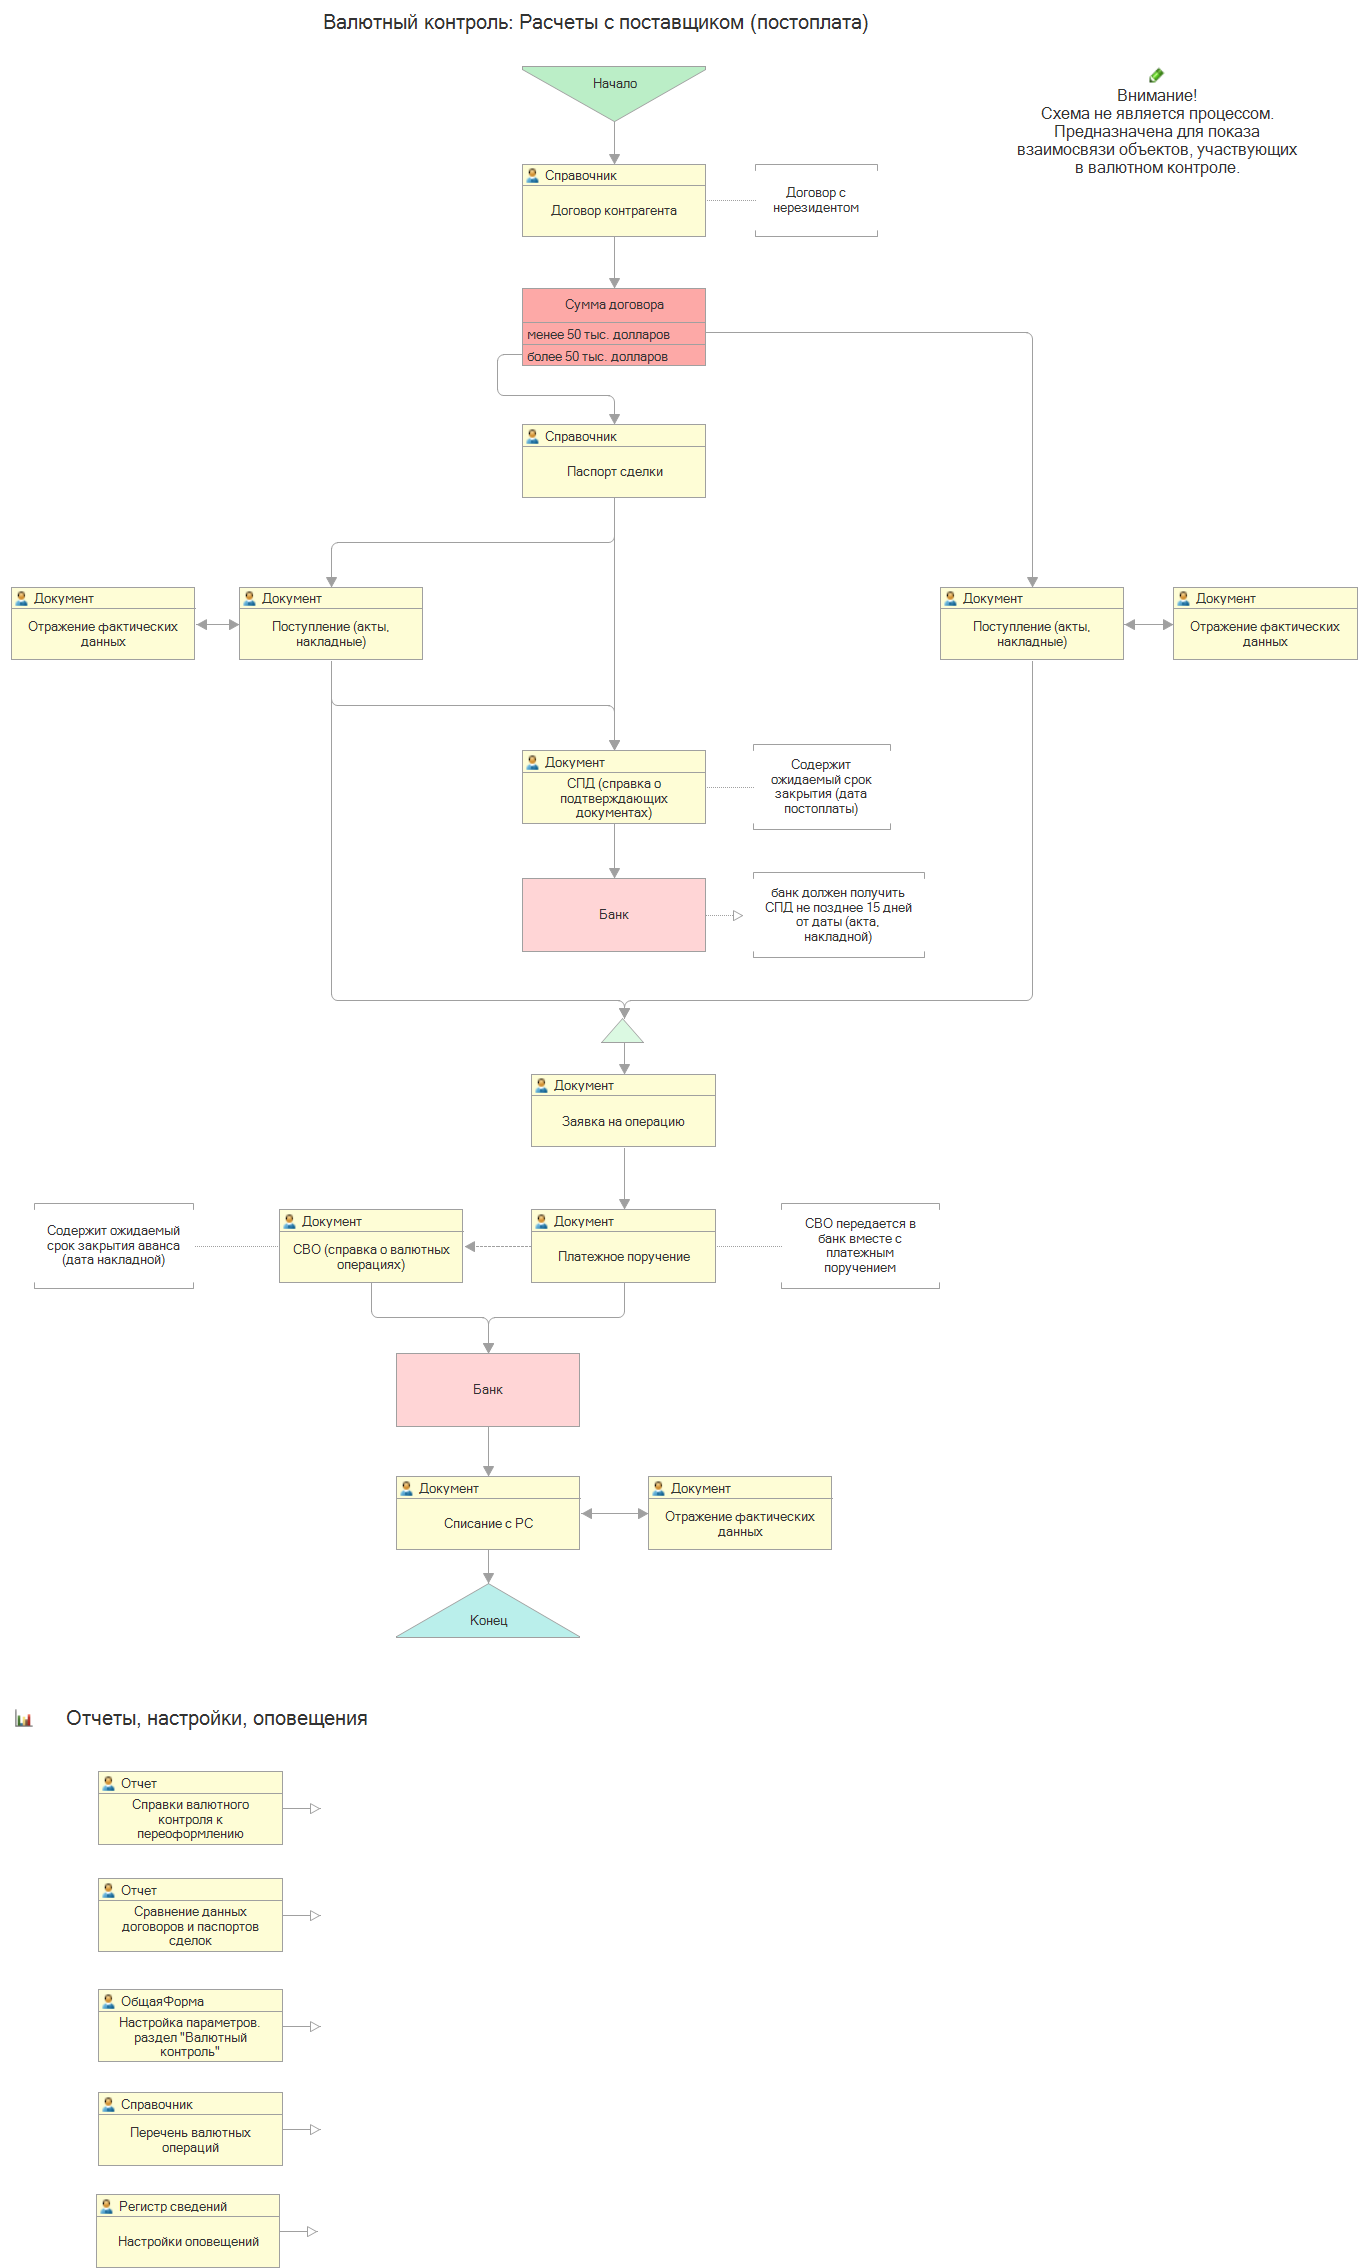 Валютный контроль: Расчеты с поставщиком (постоплата)
Начало
Внимание!
Схема не является процессом.
Предназначена для показа
взаимосвязи объектов, участвующих
в валютном контроле.
Справочник
Договор контрагента
Договор с
нерезидентом
Сумма договора
менее 50 тыс. долларов
более 50 тыс. долларов
Справочник
Паспорт сделки
Документ
Отражение фактических
данных
Документ
Поступление (акты,
накладные)
Документ
Поступление (акты,
накладные)
Документ
Отражение фактических
данных
Документ
СПД (справка о
подтверждающих
документах)
Содержит
ожидаемый срок
закрытия (дата
постоплаты)
Банк
банк должен получить
СПД не позднее 15 дней
от даты (акта,
накладной)
Документ
Заявка на операцию
Содержит ожидаемый
срок закрытия аванса
(дата накладной)
Документ
СВО (справка о валютных
операциях)
Документ
Платежное поручение
СВО передается в
банк вместе с
платежным
поручением
Банк
Документ
Списание с РС
Документ
Отражение фактических
данных
Конец
Отчеты, настройки, оповещения
Отчет
Справки валютного
контроля к
переоформлению
Отчет
Сравнение данных
договоров и паспортов
сделок
ОбщаяФорма
Настройка параметров.
раздел "Валютный
контроль"
Справочник
Перечень валютных
операций
Регистр сведений
Настройки оповещений